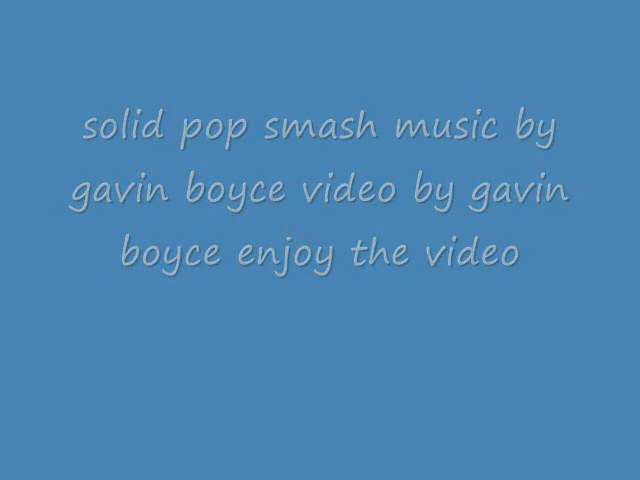 solid pop smash music by
gavin boyce video by gavin
boyce enjoy the video